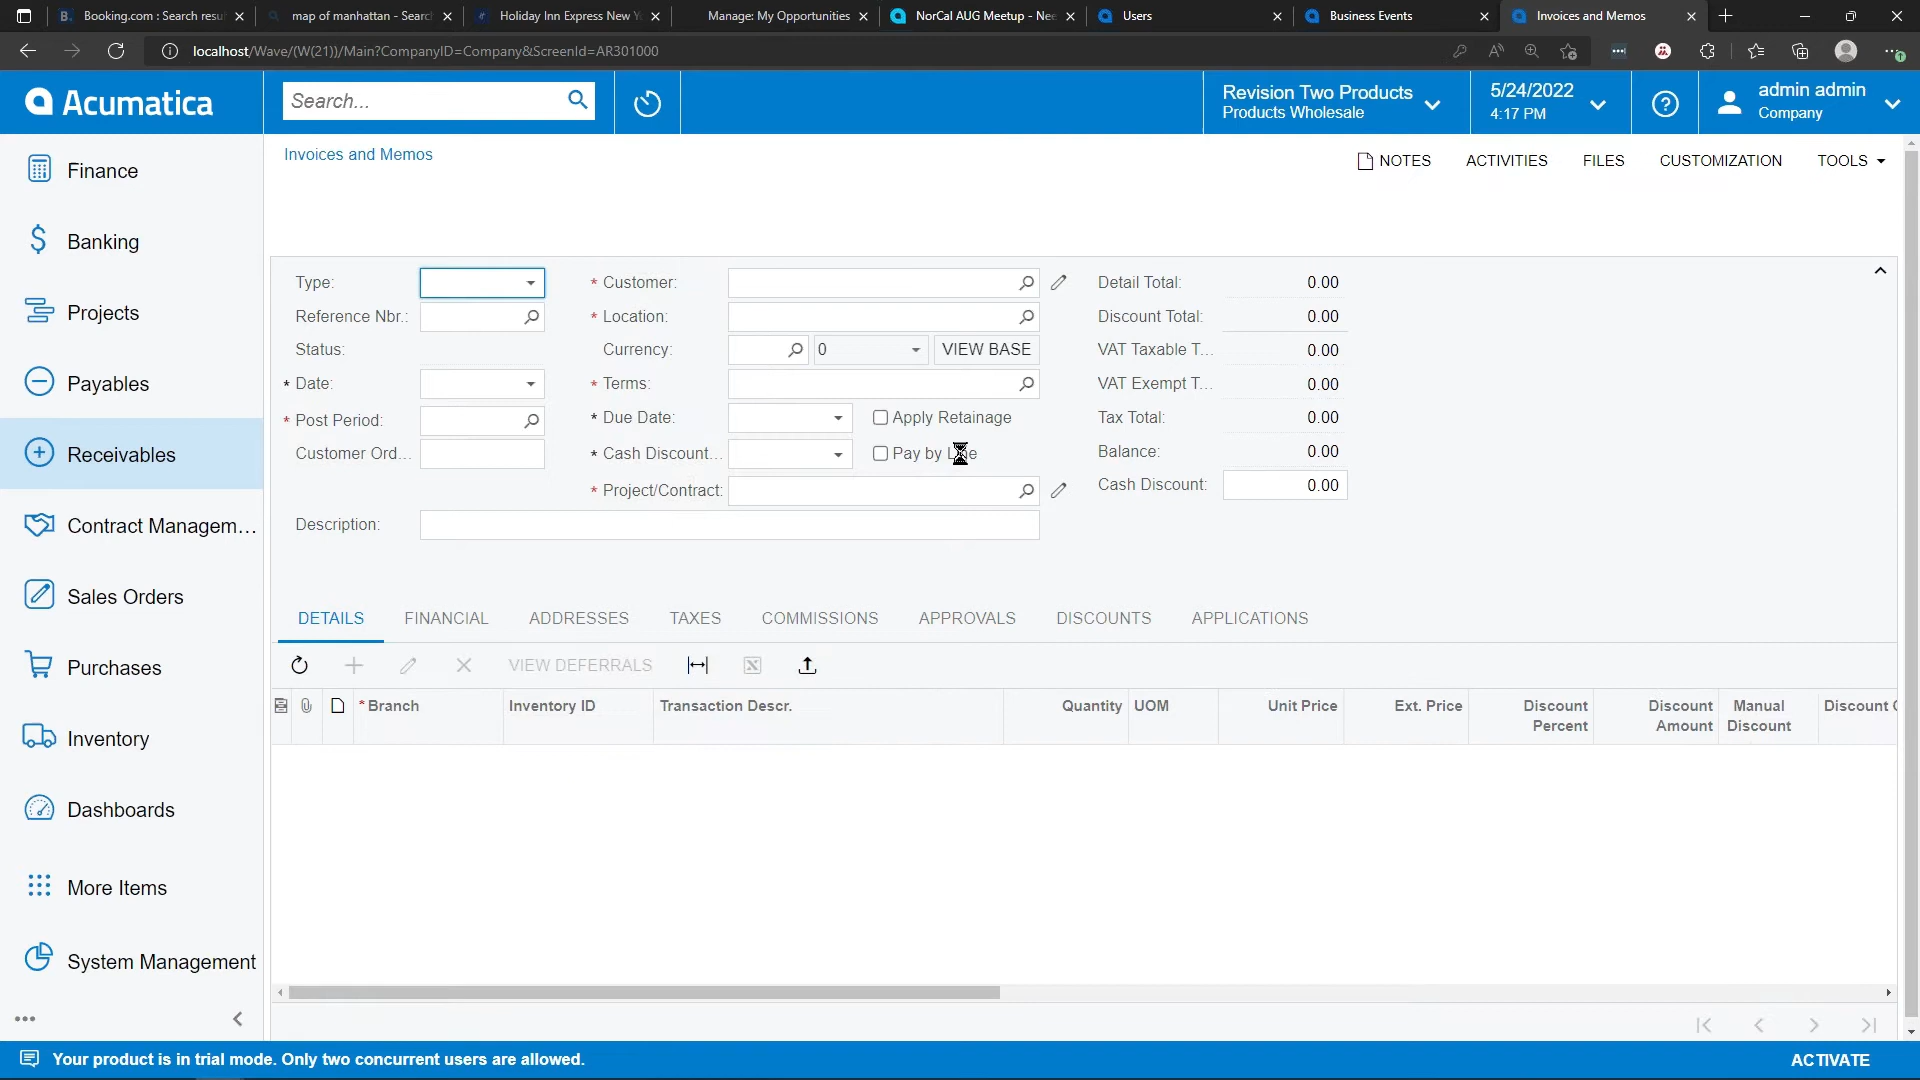 Booking.com : Search resu
map of manhattan - Search
Holiday Inn Express New Y
Manage: My Opportunities
NorCal AUG Meetup - Nee
Users
Business Events
Invoices and Memos
localhost/Wave/(W(21))/Main?CompanyID=Company&ScreenId=AR301000
Acumatica
Search...
Revision Two Products
Products Wholesale
5/24/2022
4:17 PM
admin admin
Company
Finance
Banking
Projects
Payables
Receivables
Contract Managem...
Sales Orders
Purchases
Inventory
Dashboards
More Items
System Management
Invoices and Memos
NOTES
ACTIVITIES
FILES
CUSTOMIZATION
TOOLS
Type:
Reference Nbr.:
Status:
* Date:
* Post Period:
Customer Ord...
Description:
* Customer:
* Location:
Currency: 0 VIEW BASE
* Terms:
* Due Date: Apply Retainage
* Cash Discount... Pay by
* Project/Contract:
Detail Total: 0.00
Discount Total: 0.00
VAT Taxable T... 0.00
VAT Exempt T... 0.00
Tax Total: 0.00
Balance: 0.00
Cash Discount: 0.00
DETAILS FINANCIAL ADDRESSES TAXES COMMISSIONS APPROVALS DISCOUNTS APPLICATIONS
VIEW DEFERRALS
* Branch
Inventory ID
Transaction Descr.
Quantity
UOM
Unit Price
Ext. Price
Discount
Percent
Discount
Amount
Manual
Discount
Discount
Your product is in trial mode. Only two concurrent users are allowed.
ACTIVATE